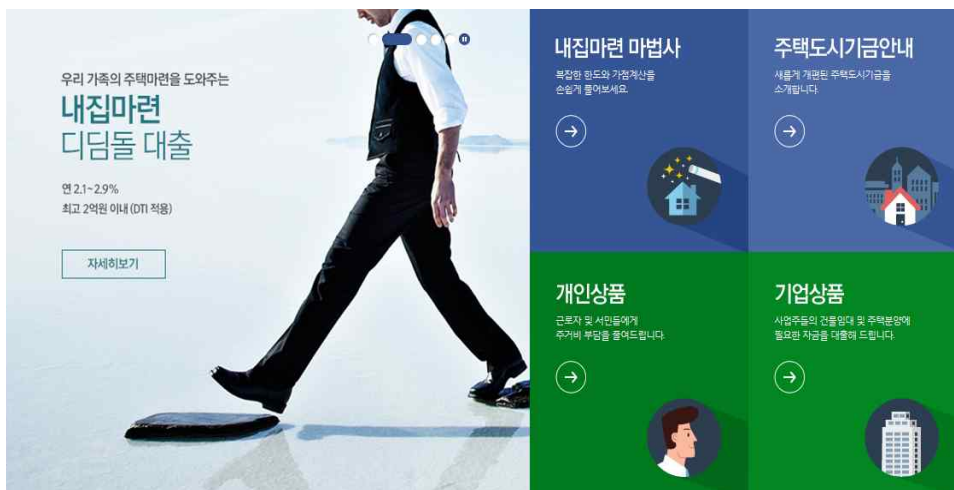 우리 가족의 주택마련을 도와주는
내집마련
디딤돌 대출
연 2.1~2.9%
최고 2억원 이내 (DTI 적용)
자세히보기
내집마련 마법사
복잡한 한도와 가점계산을
손쉽게 풀어보세요.
주택도시기금안내
새롭게 개편된 주택도시기금을
소개합니다.
개인상품
근로자 및 서민들에게
주거비 부담을 줄여드립니다.
기업상품
사업주들의 건물임대 및 주택분양에
필요한 자금을 대출해 드립니다.